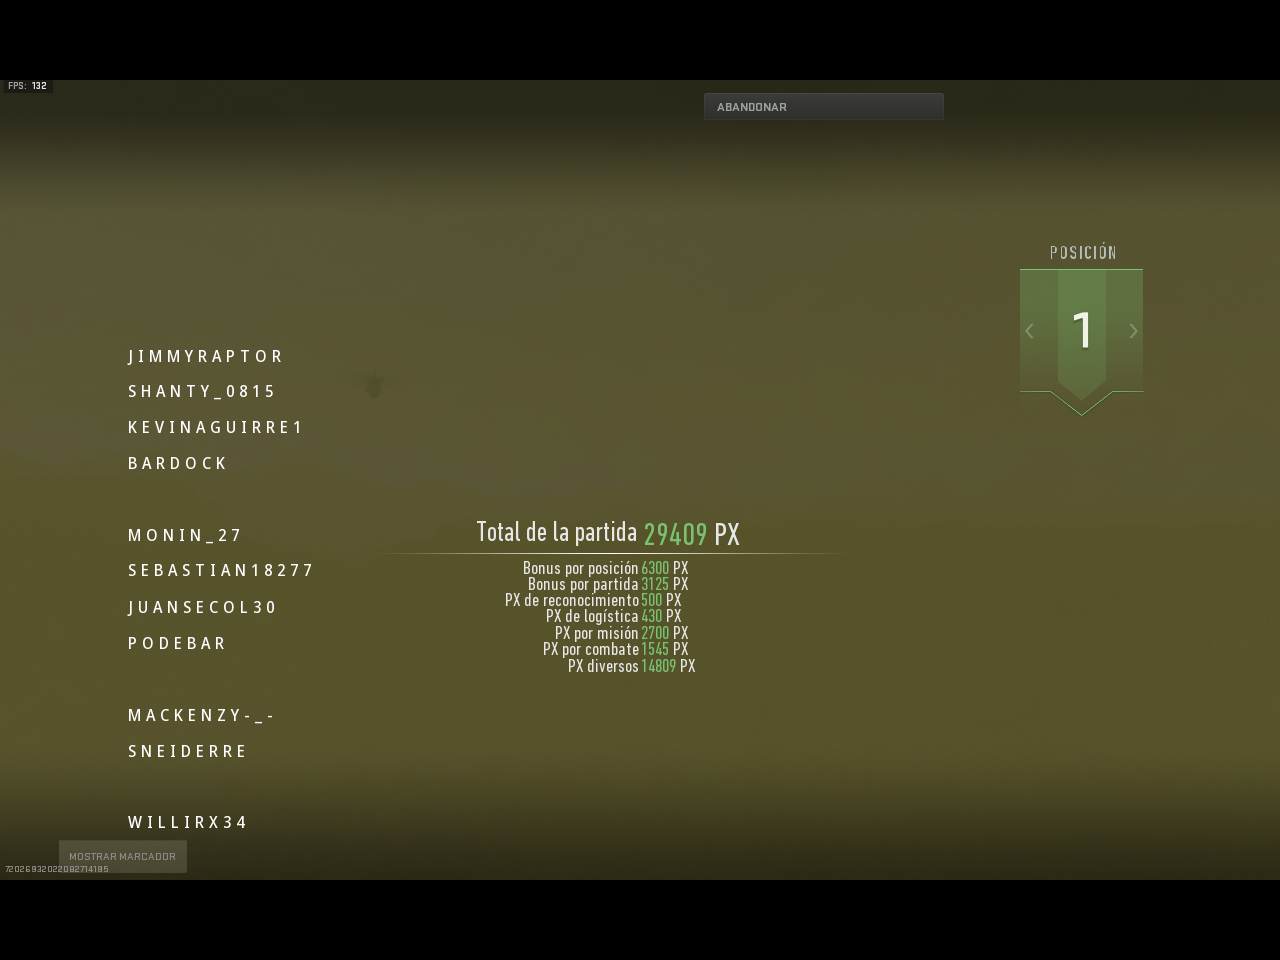 FPS: 132
ABANDONAR
POSICIÓN
1
JIMMYRAPTOR
SHANTY_0815
KEVINAGUIRRE1
BARDOCK
MONIN_27
SEBASTIAN18277
JUANSECOL30
PODEBAR
MACKENZY-_-
SNEIDERRE
WILLIRX34
Total de la partida 29409 PX
Bonus por posición 6300 PX
Bonus por partida 3125 PX
PX de reconocimiento 500 PX
PX de logística 430 PX
PX por misión 2700 PX
PX por combate 1545 PX
PX diversos 14809 PX
MOSTRAR MARCADOR
72026932022082714195